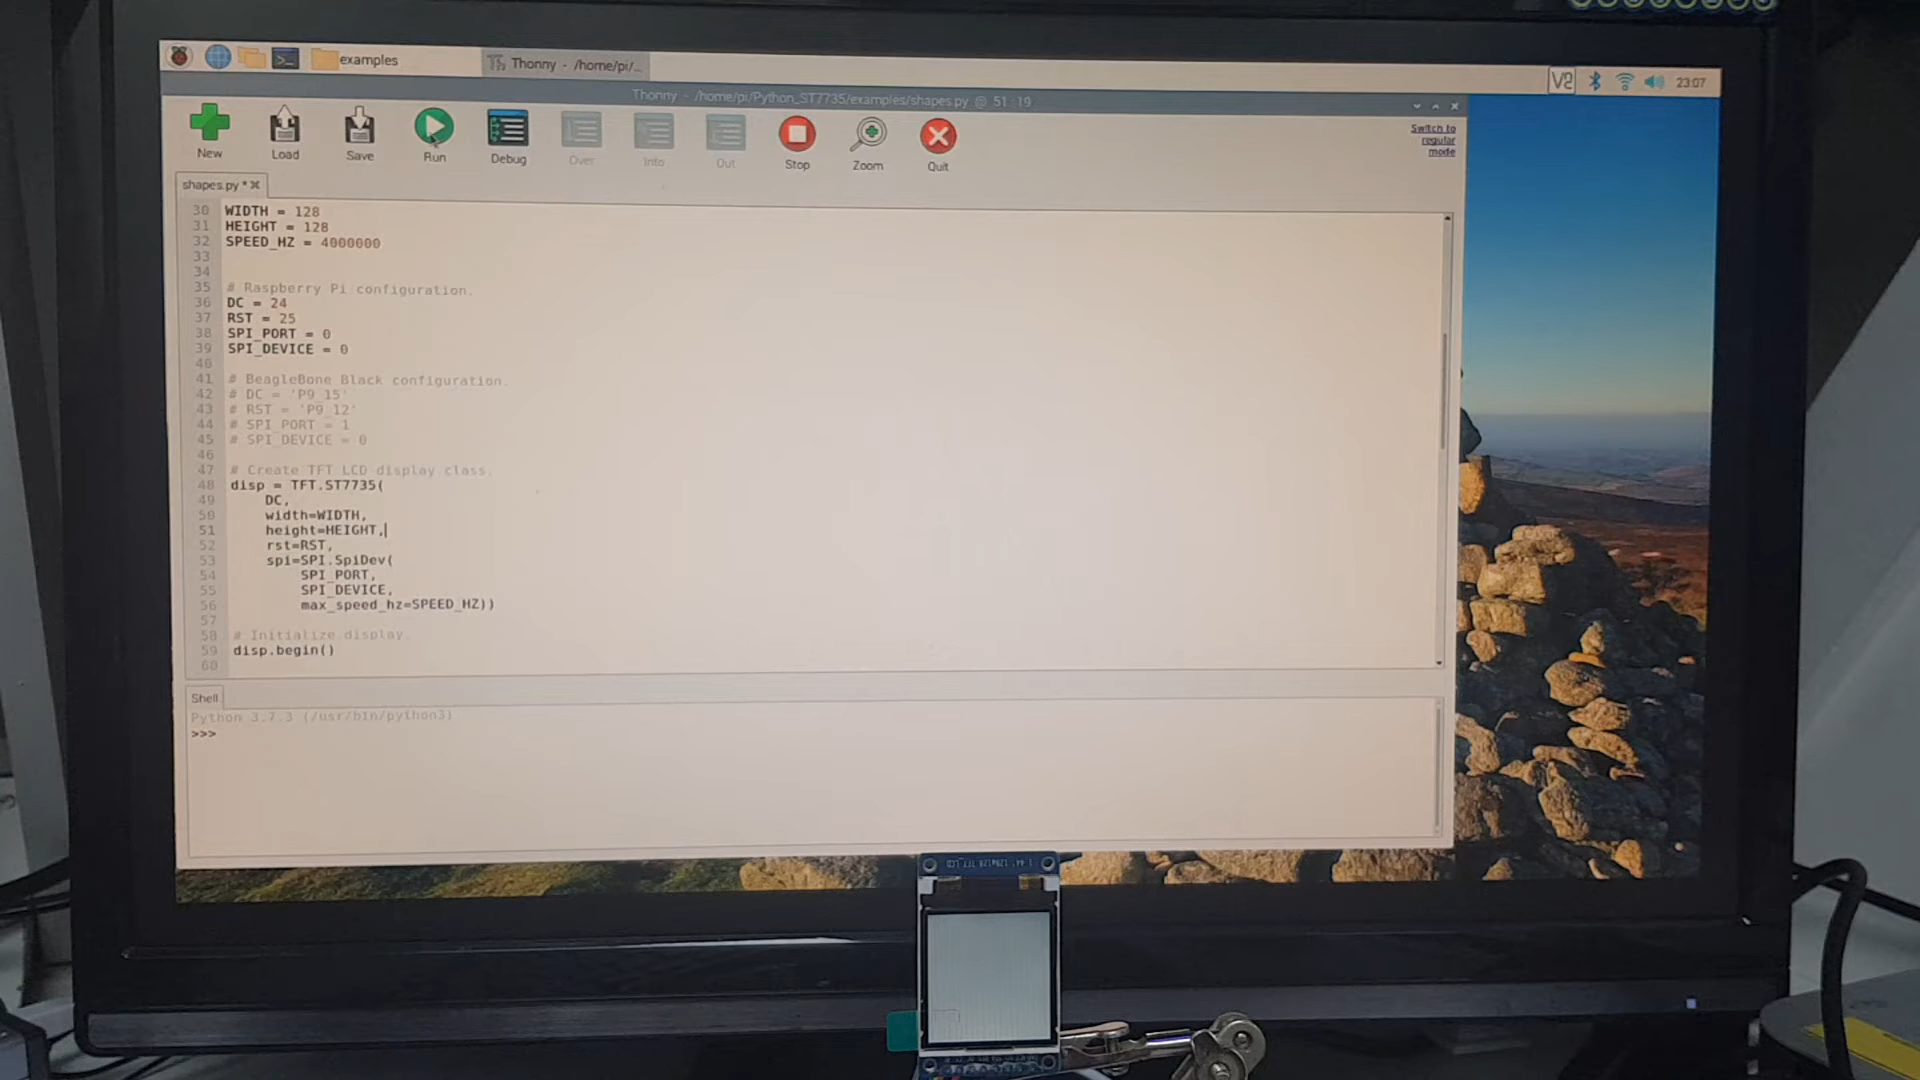 examples
Thonny - /home/pi/...
V2
23:07
Thonny - /home/pi/Python_ST7735/examples/shapes.py @ 51 : 19
New
Load
Save
Run
Debug
Over
Into
Out
Stop
Zoom
Quit
Switch to
regular
mode
shapes.py *
30 WIDTH = 128
31 HEIGHT = 128
32 SPEED_HZ = 4000000
33
34
35 # Raspberry Pi configuration.
36 DC = 24
37 RST = 25
38 SPI_PORT = 0
39 SPI_DEVICE = 0
40
41 # BeagleBone Black configuration.
42 # DC = 'P9_15'
43 # RST = 'P9_12'
44 # SPI_PORT = 1
45 # SPI_DEVICE = 0
46
47 # Create TFT LCD display class.
48 disp = TFT.ST7735(
49 DC,
50 width=WIDTH,
51 height=HEIGHT,
52 rst=RST,
53 spi=SPI.SpiDev(
54 SPI_PORT,
55 SPI_DEVICE,
56 max_speed_hz=SPEED_HZ))
57
58 # Initialize display.
59 disp.begin()
60
Shell
Python 3.7.3 (/usr/bin/python3)
>>>
1.44' 128x128 TFT LCD